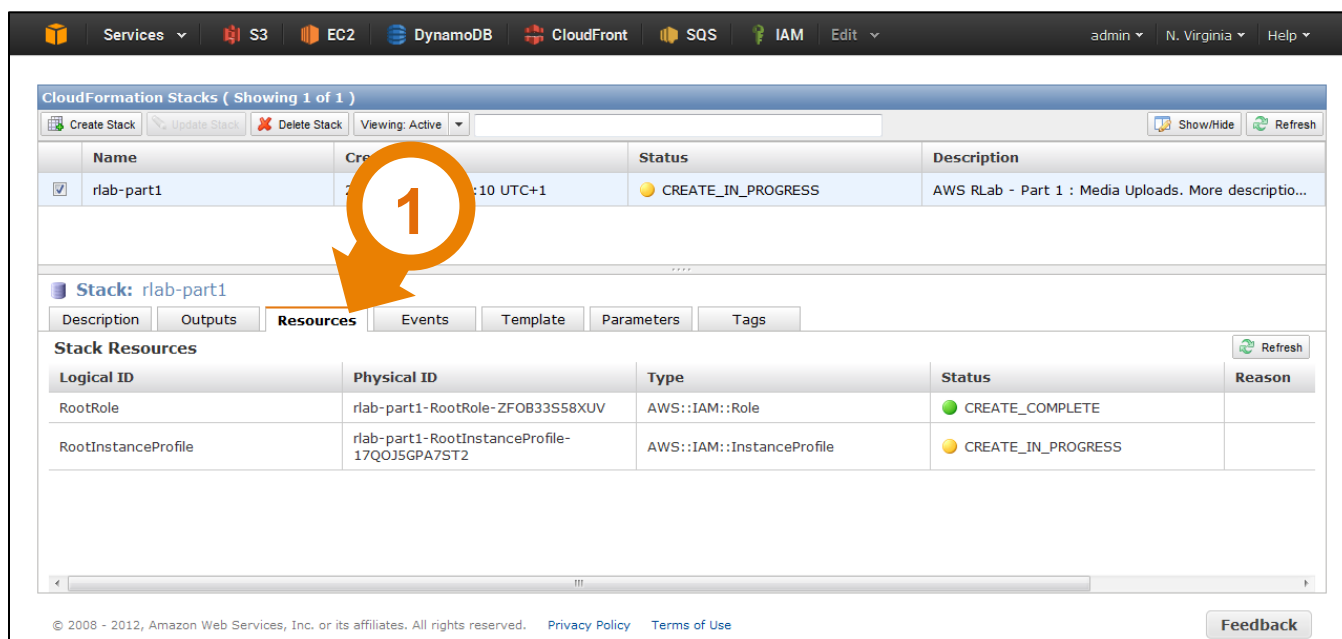 Services S3 EC2 DynamoDB CloudFront SQS IAM Edit admin N. Virginia Help
CloudFormation Stacks ( Showing 1 of 1 )
Create Stack Update Stack Delete Stack Viewing: Active Show/Hide Refresh
Name Cre Status Description
rlab-part1 2 :10 UTC+1 CREATE_IN_PROGRESS AWS RLab - Part 1 : Media Uploads. More descriptio...
1
Stack: rlab-part1
Description Outputs Resources Events Template Parameters Tags
Stack Resources Refresh
Logical ID Physical ID Type Status Reason
RootRole rlab-part1-RootRole-ZFOB33S58XUV AWS::IAM::Role CREATE_COMPLETE
RootInstanceProfile rlab-part1-RootInstanceProfile-
17QOJ5GPA7ST2 AWS::IAM::InstanceProfile CREATE_IN_PROGRESS
© 2008 - 2012, Amazon Web Services, Inc. or its affiliates. All rights reserved. Privacy Policy Terms of Use Feedback